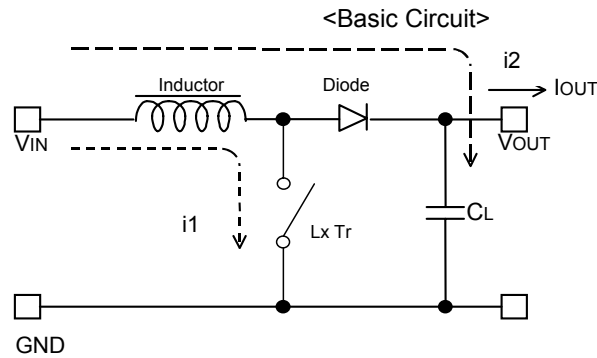 <Basic Circuit>
i2
Inductor
Diode
IOUT
VIN
VOUT
i1
Lx Tr
CL
GND